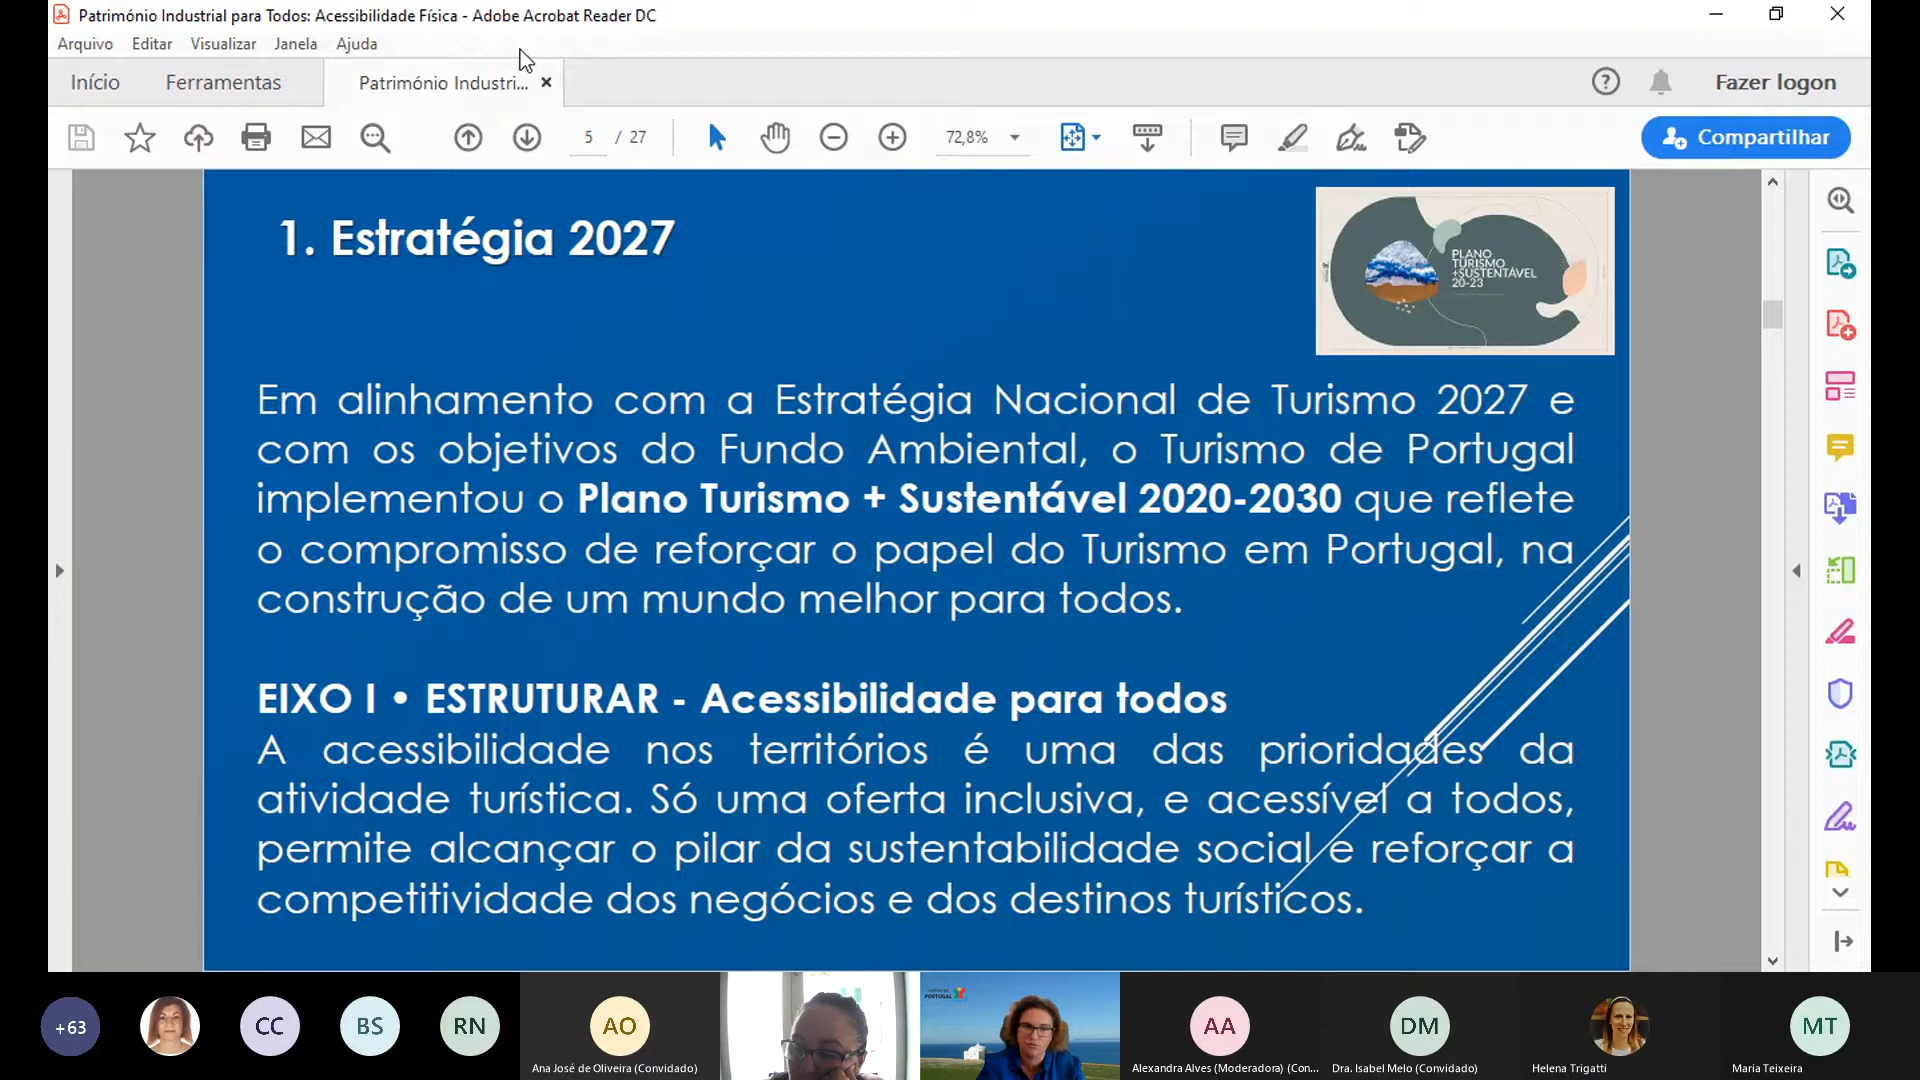 Património Industrial para Todos: Acessibilidade Física - Adobe Acrobat Reader DC
Arquivo Editar Visualizar Janela Ajuda
Início Ferramentas Património Industri... Fazer logon
5 / 27 72,8% Compartilhar
1. Estratégia 2027
PLANO
TURISMO
+SUSTENTÁVEL
20-23
Em alinhamento com a Estratégia Nacional de Turismo 2027 e
com os objetivos do Fundo Ambiental, o Turismo de Portugal
implementou o Plano Turismo + Sustentável 2020-2030 que reflete
o compromisso de reforçar o papel do Turismo em Portugal, na
construção de um mundo melhor para todos.
EIXO I • ESTRUTURAR - Acessibilidade para todos
A acessibilidade nos territórios é uma das prioridades da
atividade turística. Só uma oferta inclusiva, e acessível a todos,
permite alcançar o pilar da sustentabilidade social e reforçar a
competitividade dos negócios e dos destinos turísticos.
+63 CC BS RN AO PORTUGAL AA DM MT
Ana José de Oliveira (Convidado) Alexandra Alves (Moderadora) (Con... Dra. Isabel Melo (Convidado) Helena Trigatti Maria Teixeira